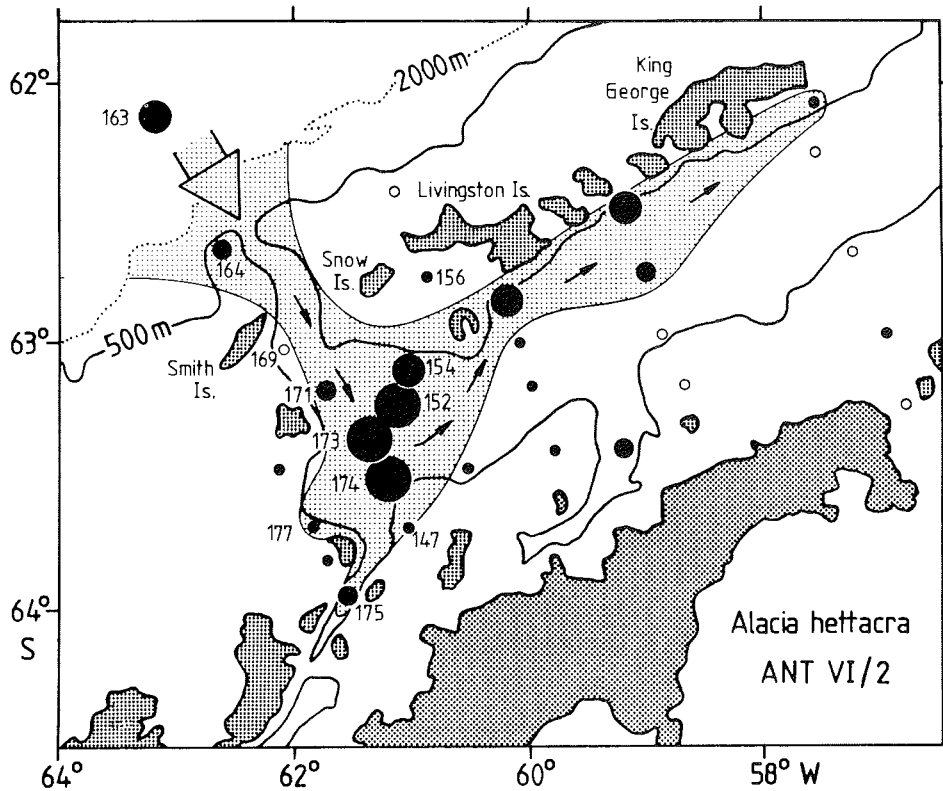 62°
2000m
King
George
Is.
163
Livingston Is.
Snow
Is.
156
164
63°
500m
Smith
Is.
169
154
171
152
173
174
177
147
64°
S
175
Alacia hettacra
ANT VI/2
64°
62°
60°
58° W